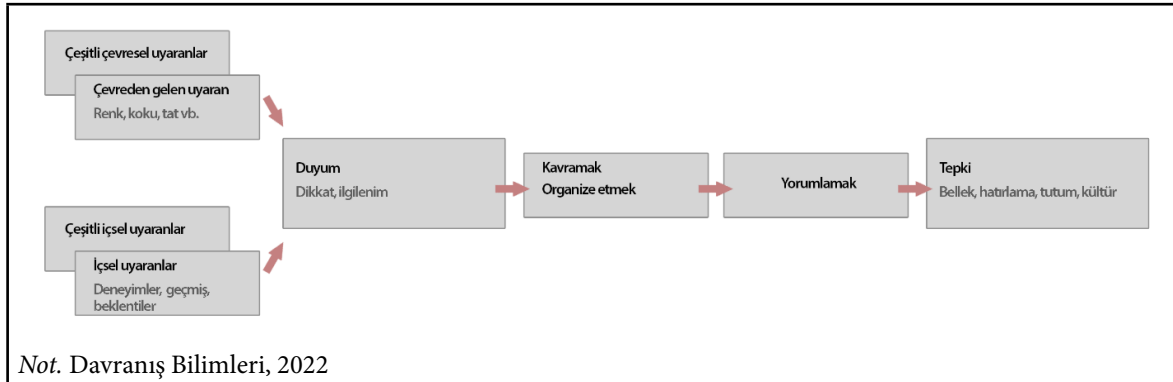 Çeşitli çevresel uyaranlar
Çevreden gelen uyaran
Renk, koku, tat vb.
Çeşitli içsel uyaranlar
İçsel uyaranlar
Deneyimler, geçmiş,
beklentiler
Duyum
Dikkat, ilgilenim
Kavramak
Organize etmek
Yorumlamak
Tepki
Bellek, hatırlama, tutum, kültür
Not. Davranış Bilimleri, 2022